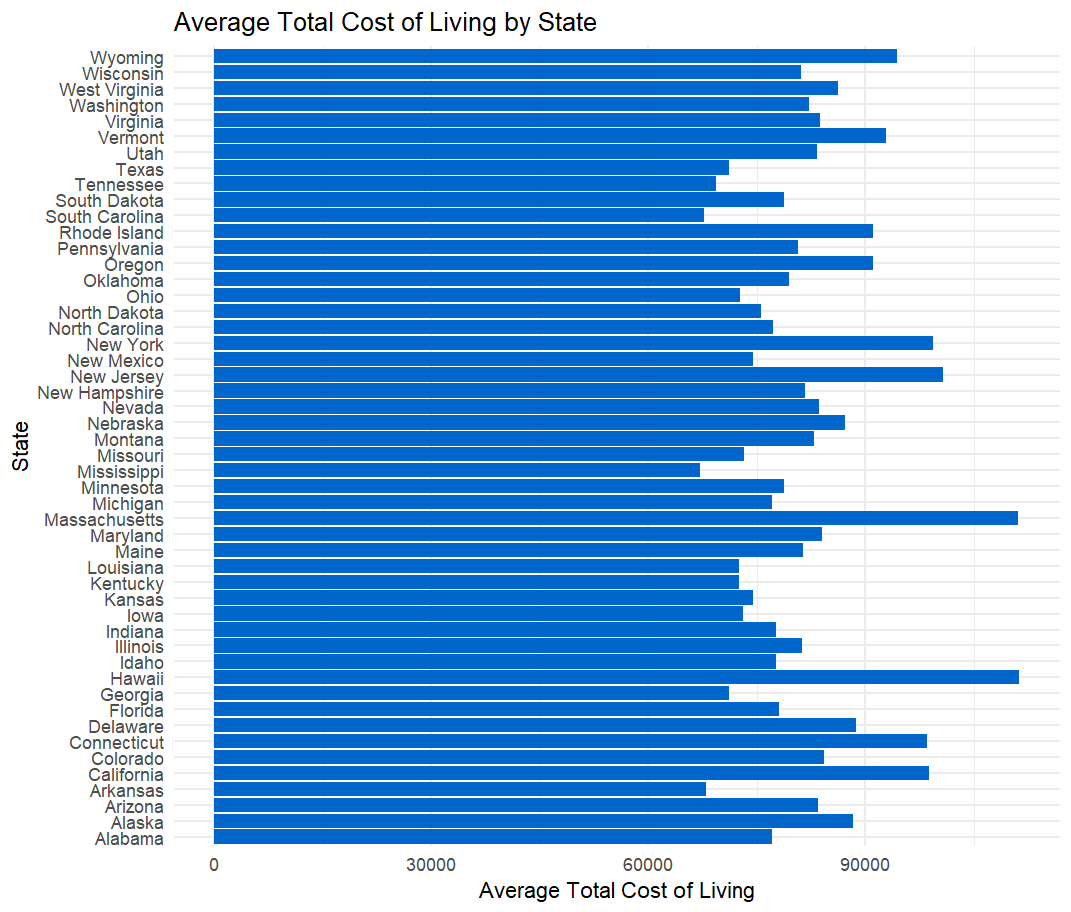 Average Total Cost of Living by State
Wyoming
Wisconsin
West Virginia
Washington
Virginia
Vermont
Utah
Texas
Tennessee
South Dakota
South Carolina
Rhode Island
Pennsylvania
Oregon
Oklahoma
Ohio
North Dakota
North Carolina
New York
New Mexico
New Jersey
New Hampshire
Nevada
Nebraska
Montana
Missouri
Mississippi
Minnesota
Michigan
Massachusetts
Maryland
Maine
Louisiana
Kentucky
Kansas
Iowa
Indiana
Illinois
Idaho
Hawaii
Georgia
Florida
Delaware
Connecticut
Colorado
California
Arkansas
Arizona
Alaska
Alabama
State
0 30000 60000 90000
Average Total Cost of Living